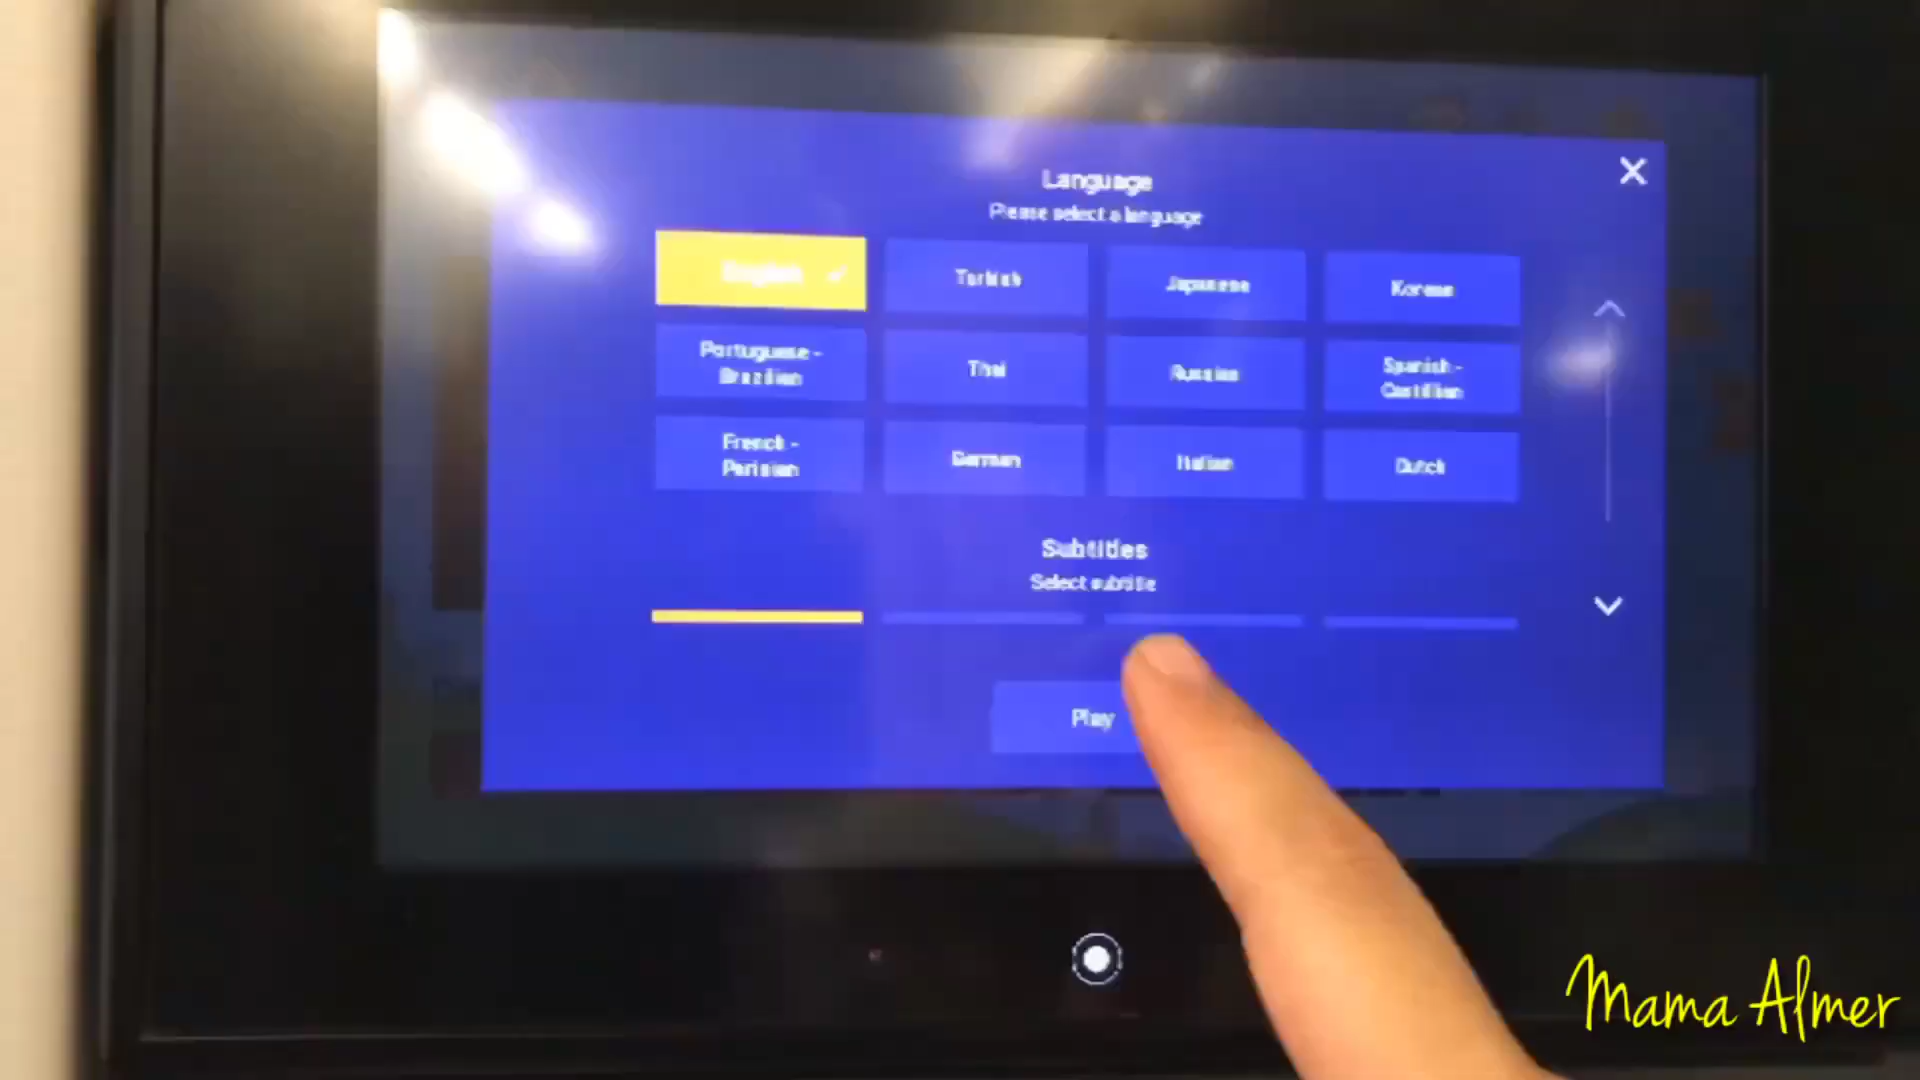 Language
Please select a language
English
Turkish
Japanese
Korean
Portuguese -
Brazilian
Thai
Russian
Spanish -
Castilian
French -
Parisian
German
Italian
Dutch
Subtitles
Select subtitle
Play
Mama Almer